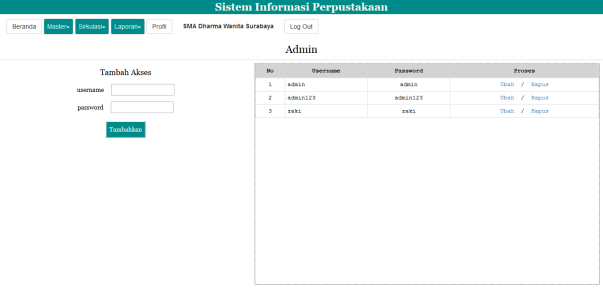 Sistem Informasi Perpustakaan
Beranda Master Sirkulasi Laporan Profil SMA Dharma Wanita Surabaya Log Out
Admin
Tambah Akses
username
password
Tambahkan
No Username Password Proses
1 admin admin Ubah / Hapus
2 admin123 admin123 Ubah / Hapus
3 zaki zaki Ubah / Hapus